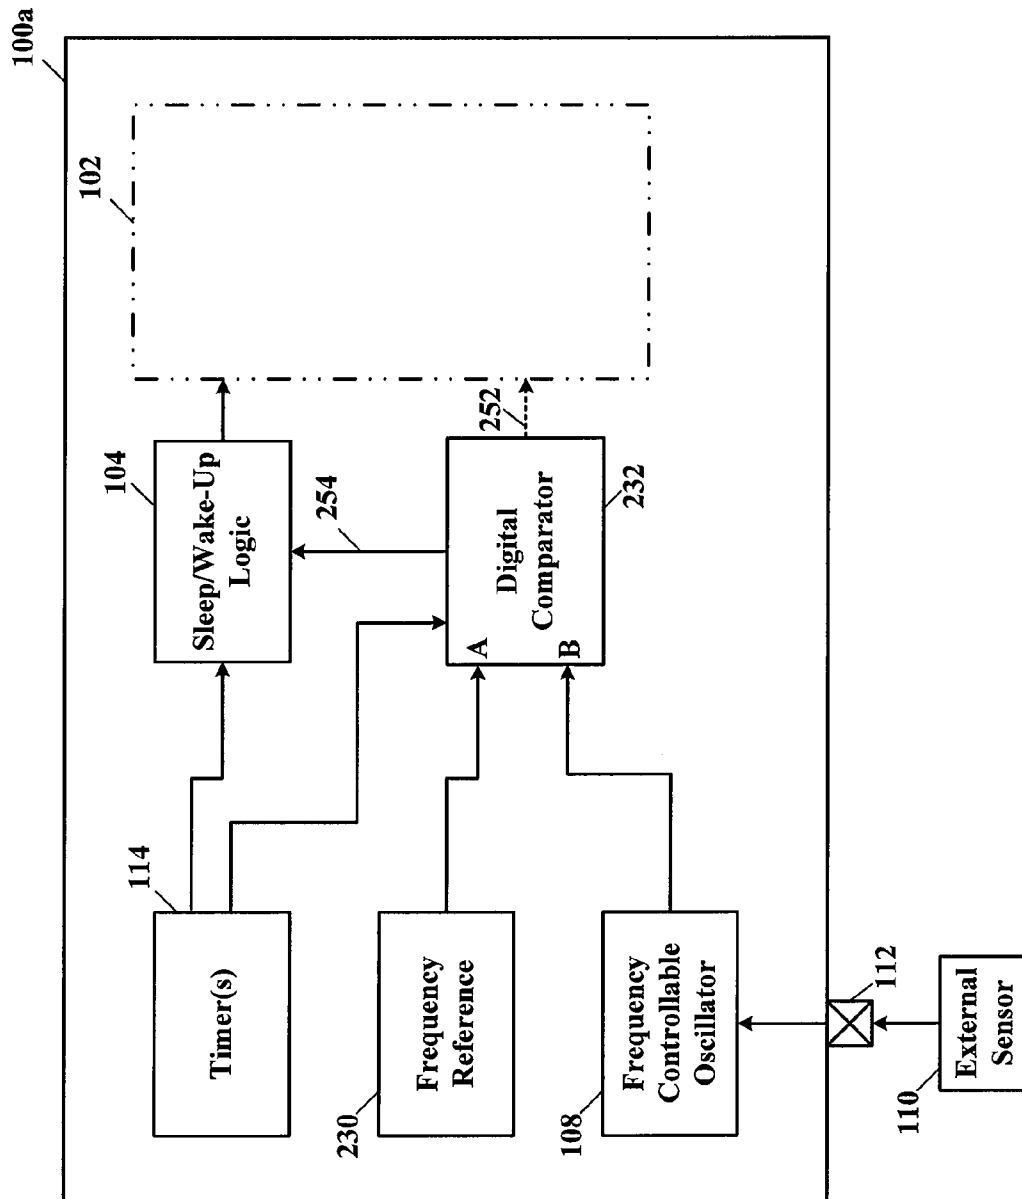 100a
102
104
Sleep/Wake-Up
Logic
254
252
Digital
Comparator
A
B
232
114
Timer(s)
Frequency
Reference
230
Frequency
Controllable
Oscillator
108
112
External
Sensor
110